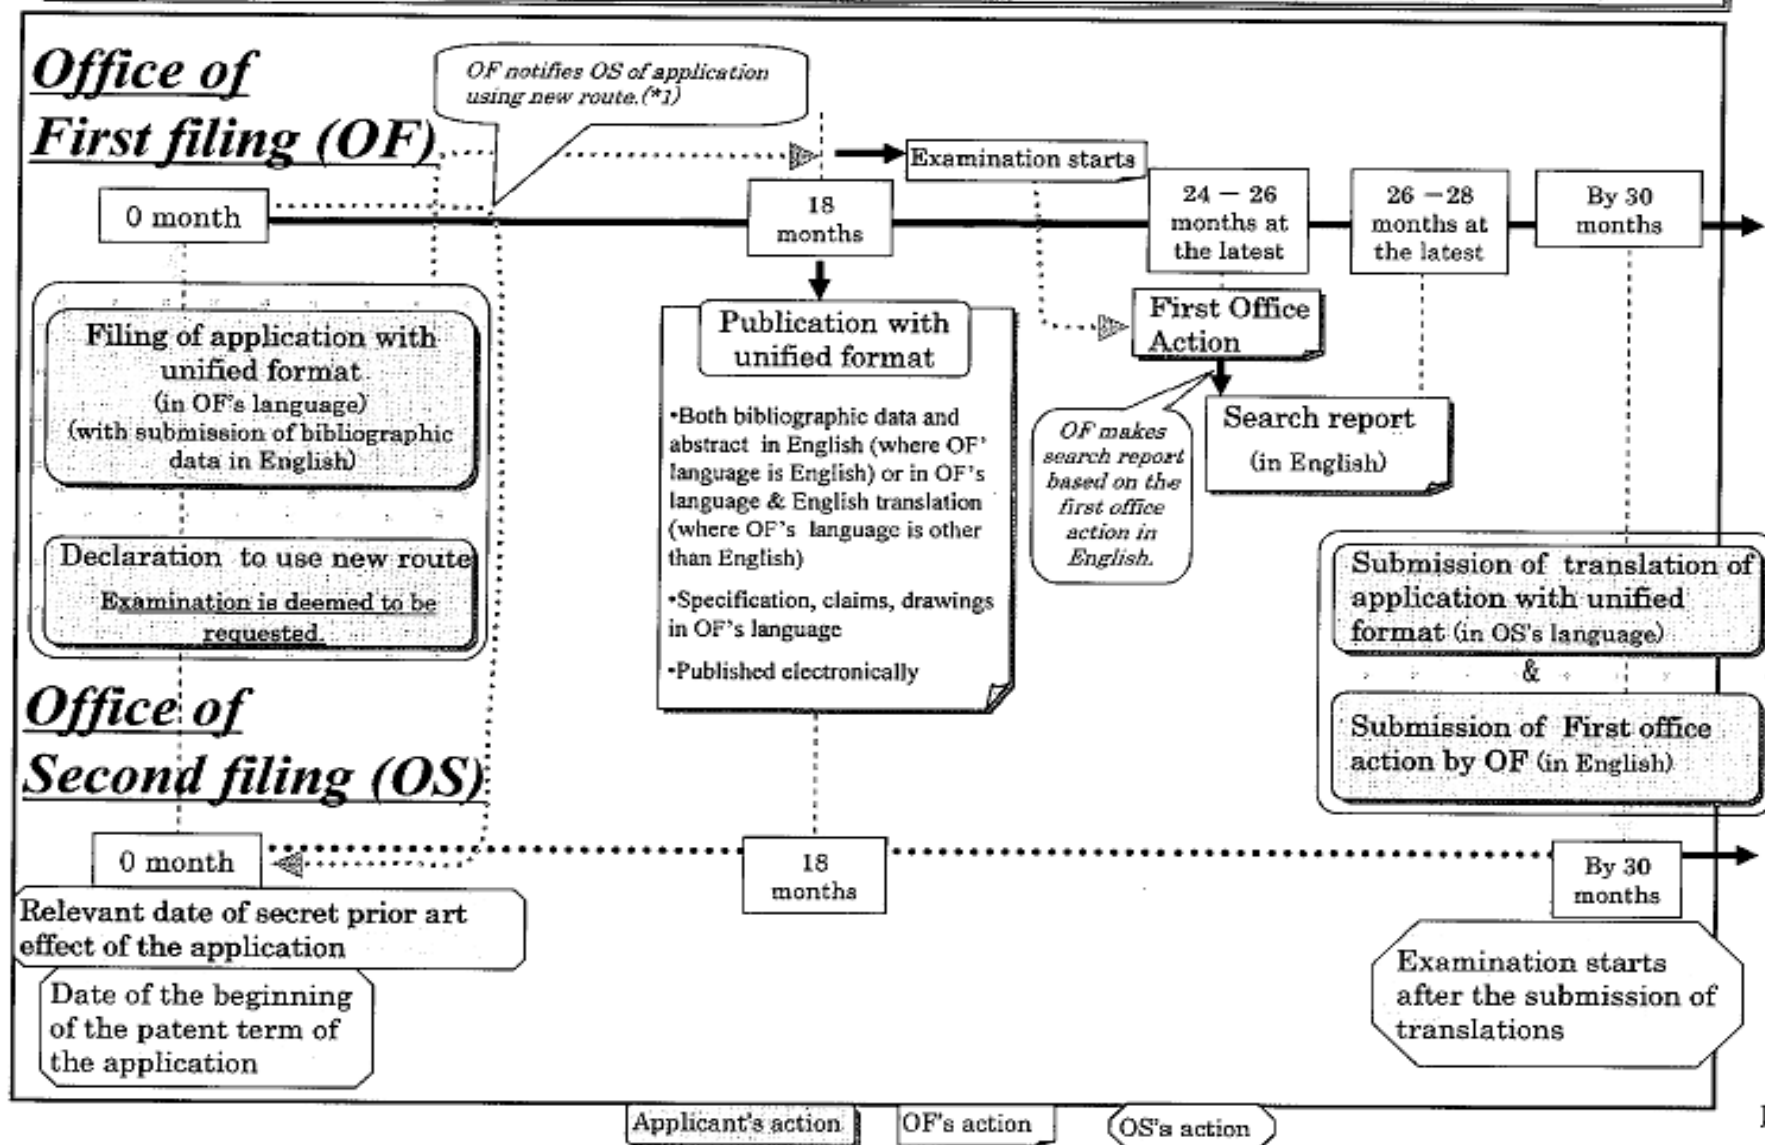 Office of
First filing (OF)
OF notifies OS of application
using new route.(*1)
Examination starts
0 month
18
months
24 – 26
months at
the latest
26 –28
months at
the latest
By 30
months
Filing of application with
unified format
(in OF's language)
(with submission of bibliographic
data in English)
Declaration to use new route
Examination is deemed to be
requested.
Publication with
unified format
•Both bibliographic data and
abstract in English (where OF'
language is English) or in OF's
language & English translation
(where OF's language is other
than English)
•Specification, claims, drawings
in OF's language
•Published electronically
First Office
Action
OF makes
search report
based on the
first office
action in
English.
Search report
(in English)
Submission of translation of
application with unified
format (in OS's language)
&
Submission of First office
action by OF (in English)
Office of
Second filing (OS)
0 month
18
months
By 30
months
Relevant date of secret prior art
effect of the application
Date of the beginning
of the patent term of
the application
Examination starts
after the submission of
translations
Applicant's action
OF's action
OS's action